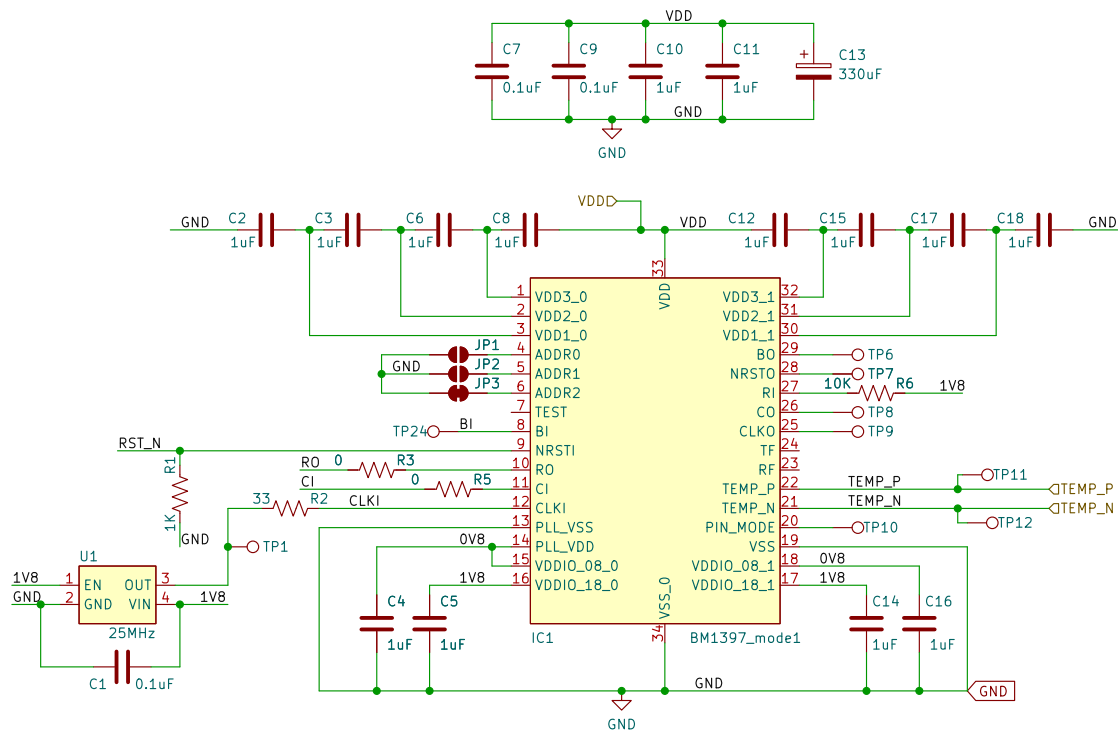 VDD
C7
C9
C10
C11
C13
0.1uF
0.1uF
1uF
1uF
330uF
+
GND
GND
VDD
GND
C2
C3
C6
C8
VDD
C12
C15
C17
C18
GND
1uF
1uF
1uF
1uF
1uF
1uF
1uF
1uF
33
VDD
1
VDD3_0
VDD3_1
32
2
VDD2_0
VDD2_1
31
3
VDD1_0
VDD1_1
30
JP1
4
ADDR0
BO
29
TP6
GND
JP2
5
ADDR1
NRSTO
28
TP7
JP3
6
ADDR2
RI
27
10K
R6
1V8
7
TEST
CO
26
TP8
TP24
BI
8
BI
CLKO
25
TP9
RST_N
9
NRSTI
TF
24
R1
1K
GND
RO
0
R3
10
RO
RF
23
TP11
CI
0
R5
11
CI
TEMP_P
22
TEMP_P
TEMP_P
33
R2
CLKI
12
CLKI
TEMP_N
21
TEMP_N
TEMP_N
TP12
13
PLL_VSS
PIN_MODE
20
TP10
TP1
0V8
14
PLL_VDD
VSS
19
15
VDDIO_08_0
VDDIO_08_1
18
0V8
1V8
16
VDDIO_18_0
VDDIO_18_1
17
1V8
U1
1V8
1
EN
OUT
3
GND
2
GND
VIN
4
1V8
25MHz
C1
0.1uF
C4
1uF
C5
1uF
VSS_0
34
IC1
BM1397_mode1
C14
1uF
C16
1uF
GND
GND
GND